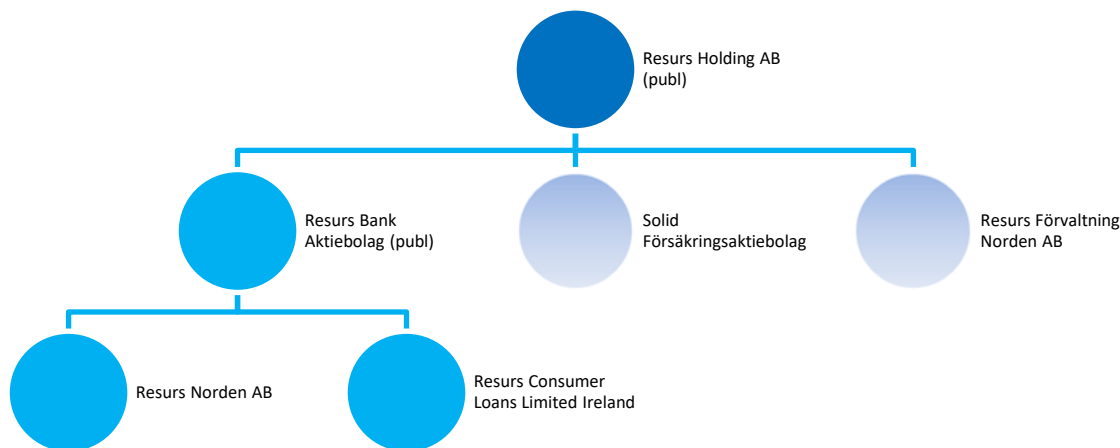 Resurs Holding AB
(publ)
Resurs Bank
Aktiebolag (publ)
Solid
Försäkringsaktiebolag
Resurs Förvaltning
Norden AB
Resurs Norden AB
Resurs Consumer
Loans Limited Ireland